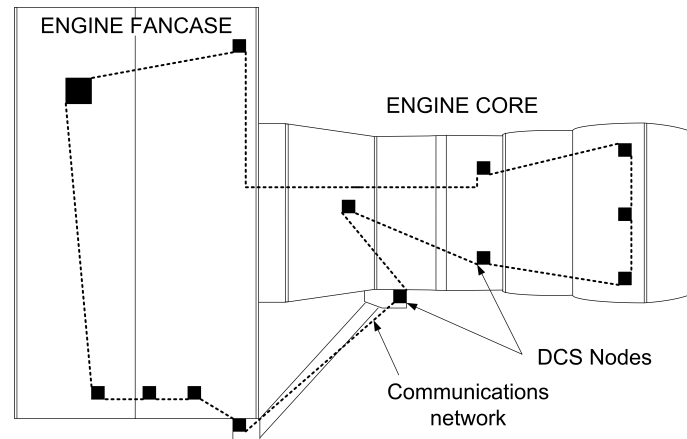 ENGINE FANCASE
ENGINE CORE
DCS Nodes
Communications
network